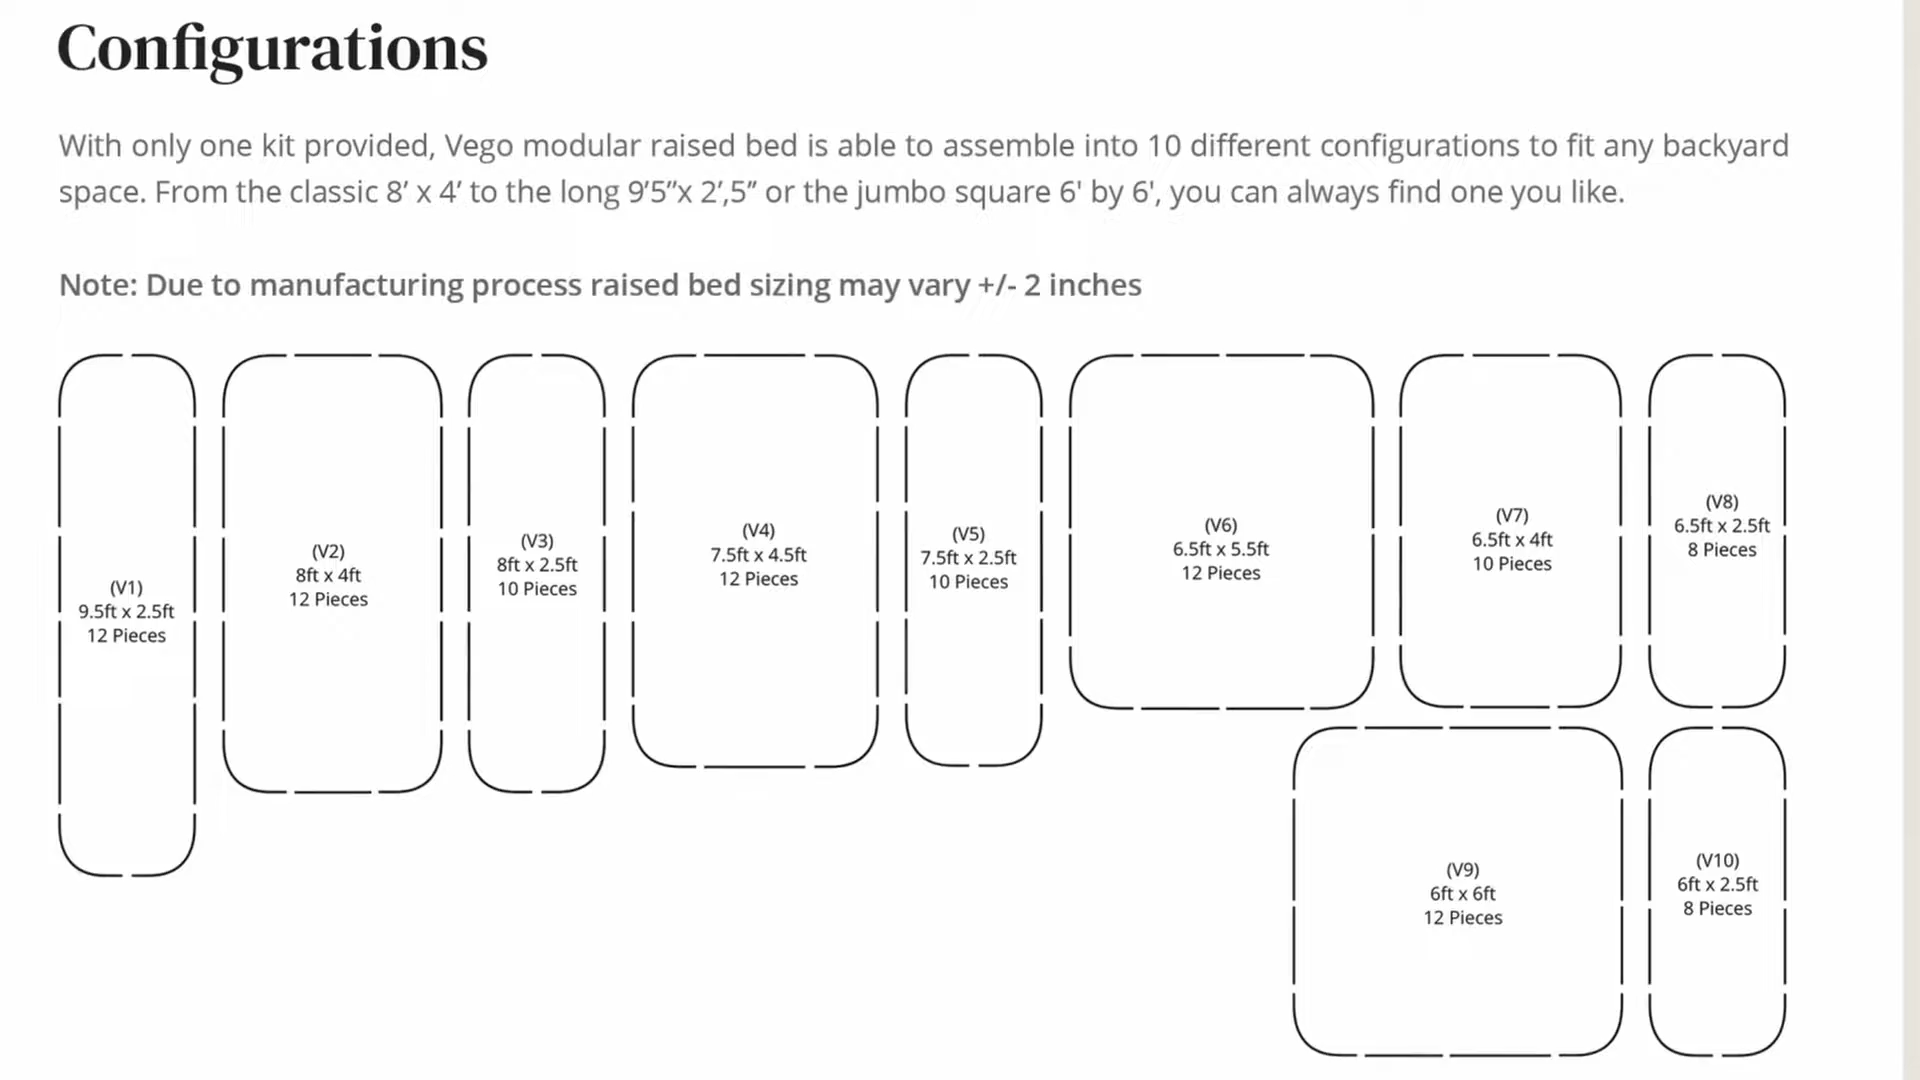 Configurations
With only one kit provided, Vego modular raised bed is able to assemble into 10 different configurations to fit any backyard
space. From the classic 8’ x 4’ to the long 9’5”x 2’,5” or the jumbo square 6' by 6', you can always find one you like.
Note: Due to manufacturing process raised bed sizing may vary +/- 2 inches
(V1)
9.5ft x 2.5ft
12 Pieces
(V2)
8ft x 4ft
12 Pieces
(V3)
8ft x 2.5ft
10 Pieces
(V4)
7.5ft x 4.5ft
12 Pieces
(V5)
7.5ft x 2.5ft
10 Pieces
(V6)
6.5ft x 5.5ft
12 Pieces
(V7)
6.5ft x 4ft
10 Pieces
(V8)
6.5ft x 2.5ft
8 Pieces
(V9)
6ft x 6ft
12 Pieces
(V10)
6ft x 2.5ft
8 Pieces